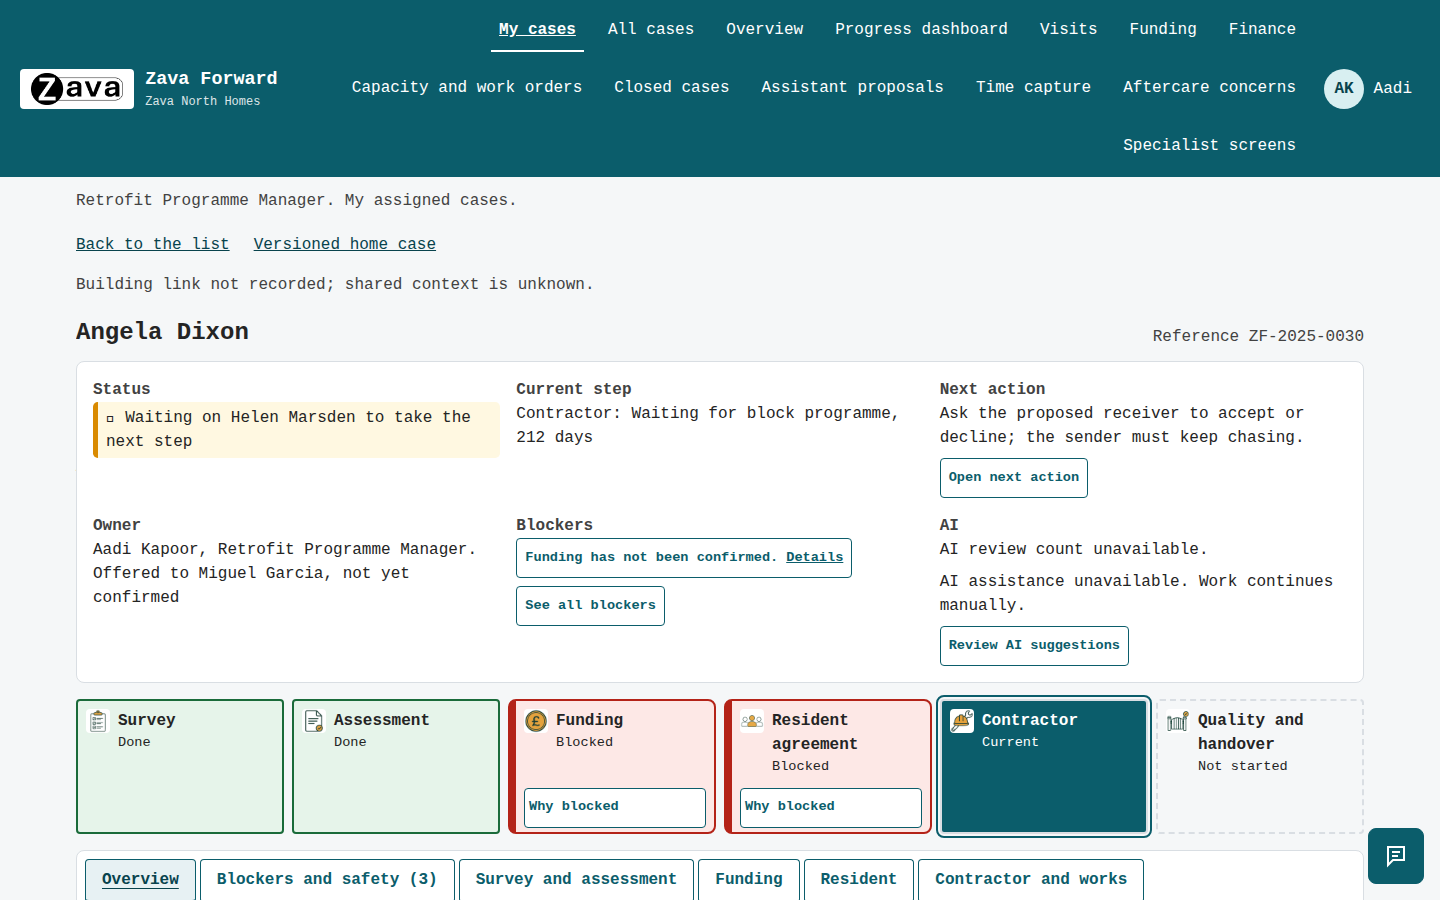 My cases
All cases
Overview
Progress dashboard
Visits
Funding
Finance
Zava
Zava Forward
Zava North Homes
Capacity and work orders
Closed cases
Assistant proposals
Time capture
Aftercare concerns
AK
Aadi
Specialist screens
Retrofit Programme Manager. My assigned cases.
Back to the list
Versioned home case
Building link not recorded; shared context is unknown.
Angela Dixon
Reference ZF-2025-0030
Status
Waiting on Helen Marsden to take the
next step
Current step
Contractor: Waiting for block programme,
212 days
Next action
Ask the proposed receiver to accept or
decline; the sender must keep chasing.
Open next action
Owner
Aadi Kapoor, Retrofit Programme Manager.
Offered to Miguel Garcia, not yet
confirmed
Blockers
Funding has not been confirmed. Details
See all blockers
AI
AI review count unavailable.
AI assistance unavailable. Work continues
manually.
Review AI suggestions
Survey
Done
Assessment
Done
Funding
Blocked
Why blocked
Resident
agreement
Blocked
Why blocked
Contractor
Current
Quality and
handover
Not started
Overview
Blockers and safety (3)
Survey and assessment
Funding
Resident
Contractor and works